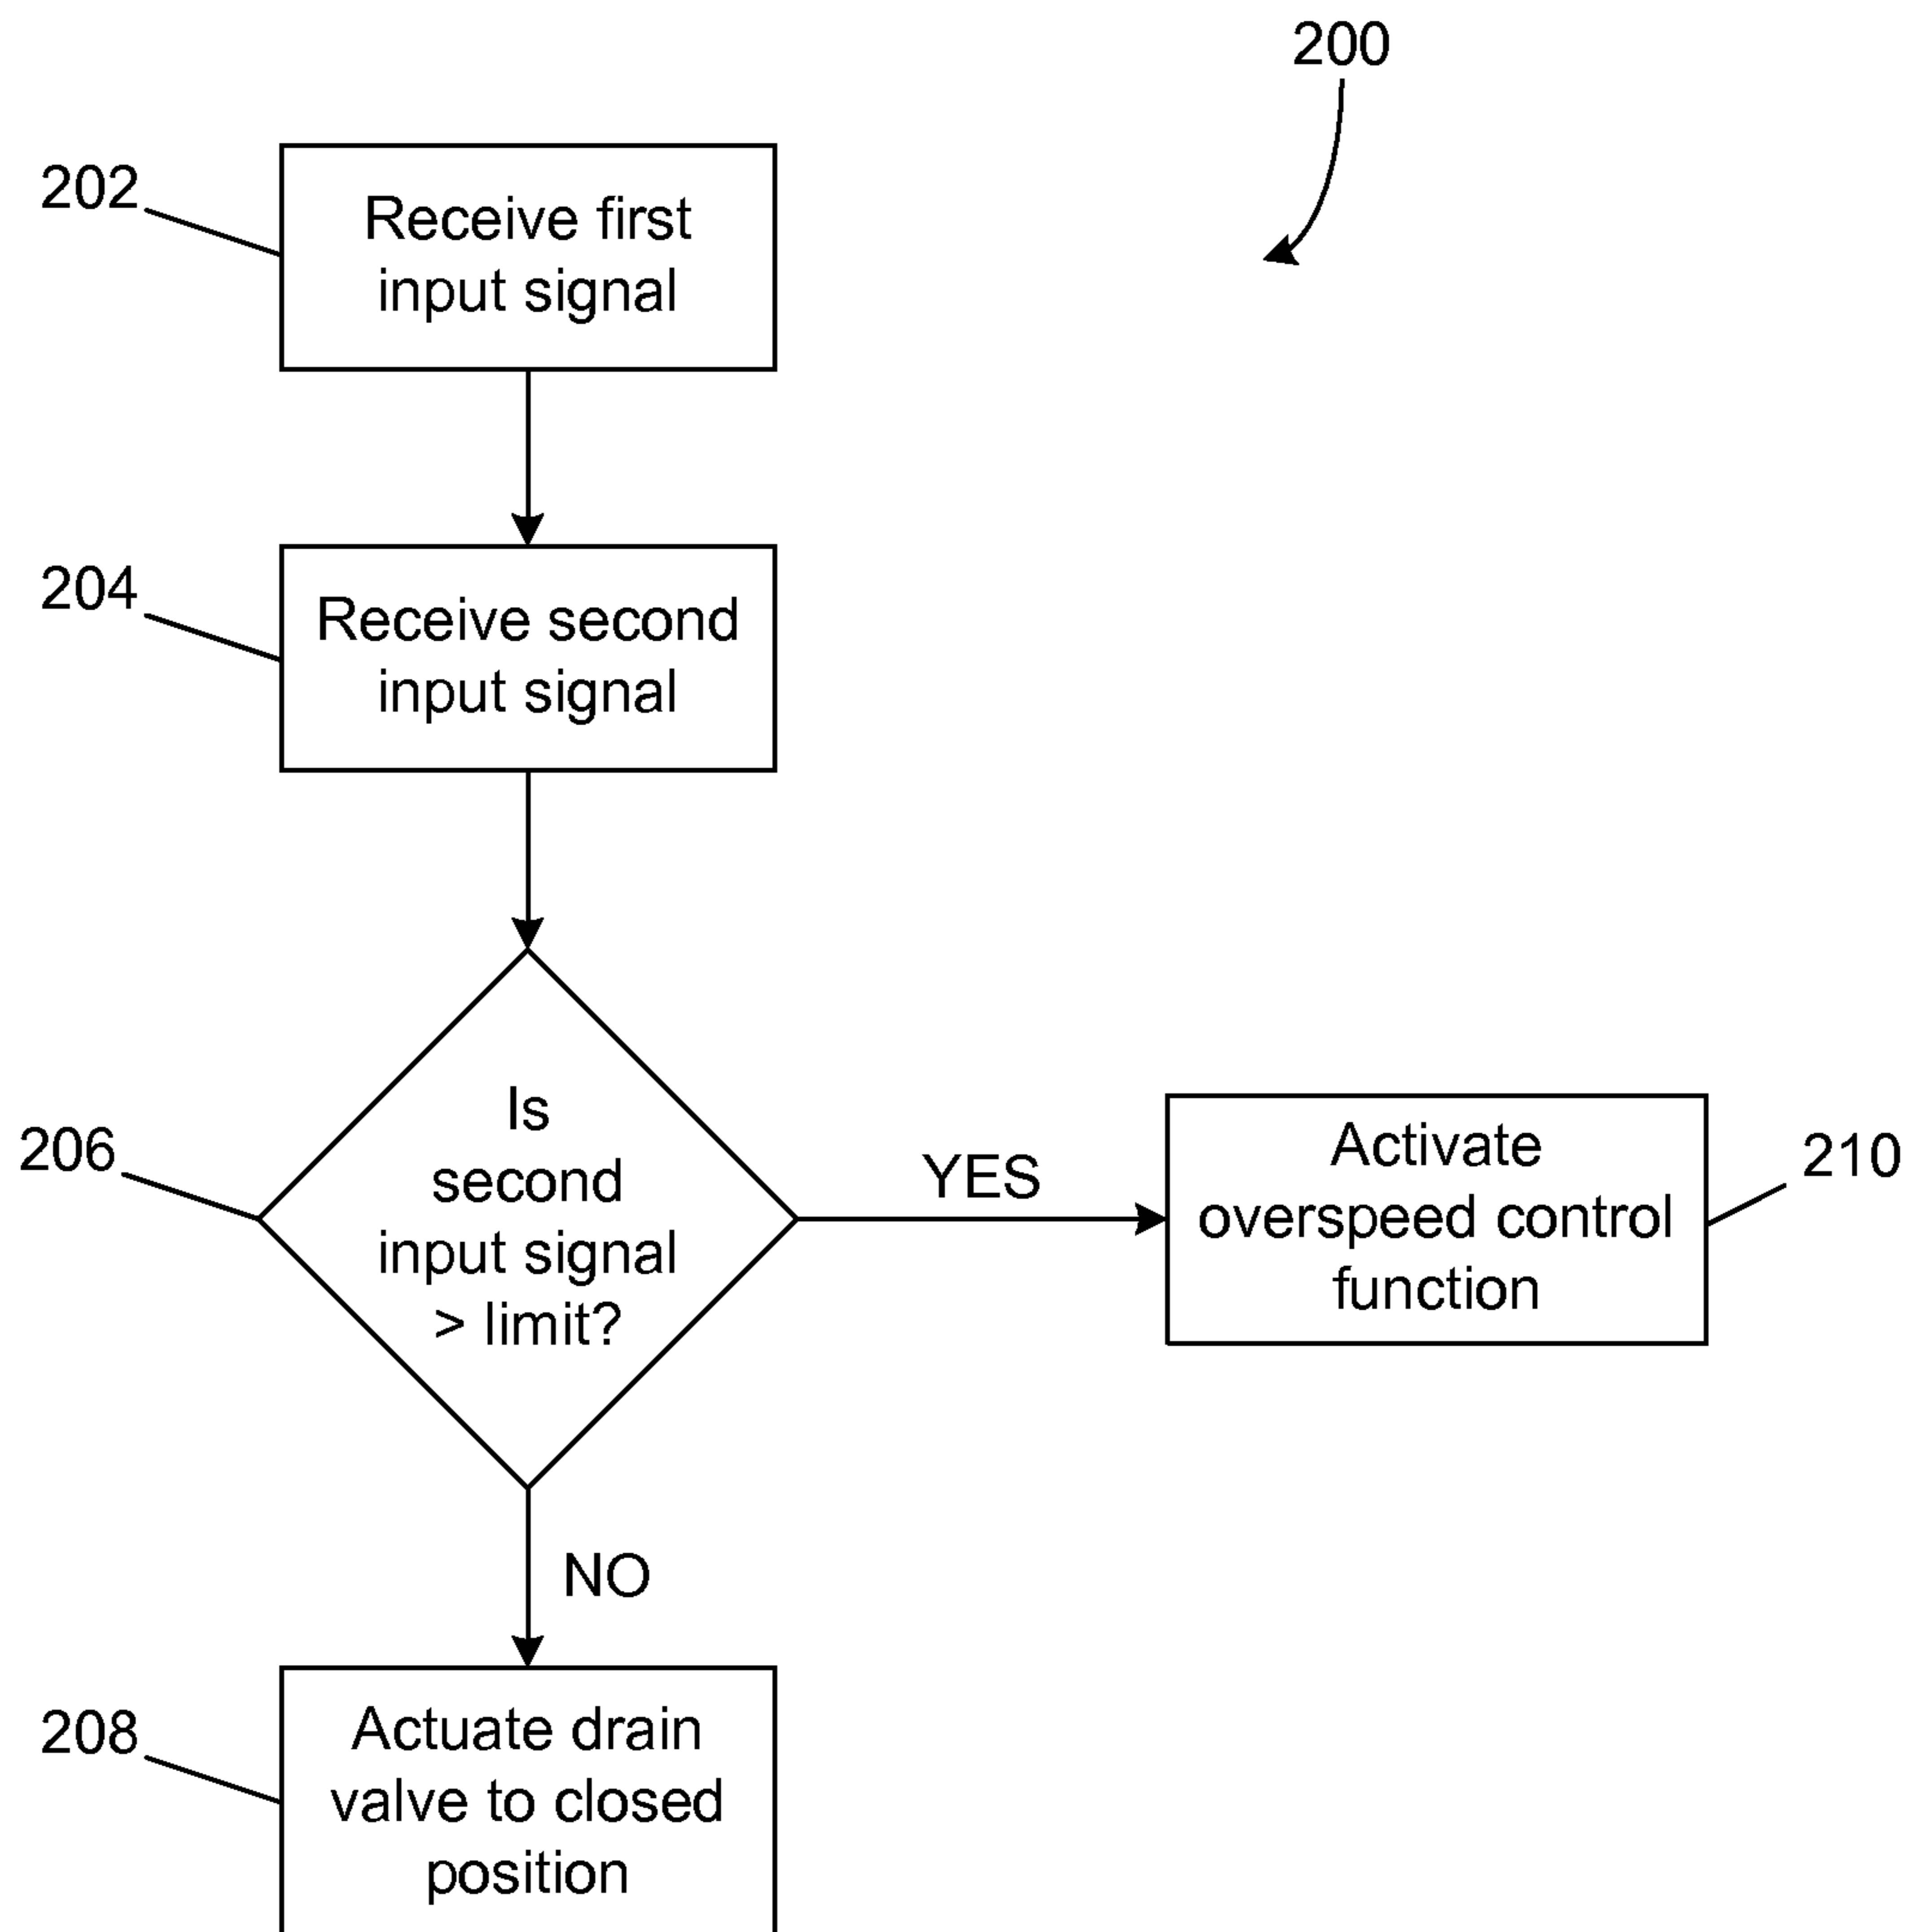 200
202
Receive first
input signal
204
Receive second
input signal
206
Is
second
input signal
> limit?
YES
Activate
overspeed control
function
210
NO
208
Actuate drain
valve to closed
position